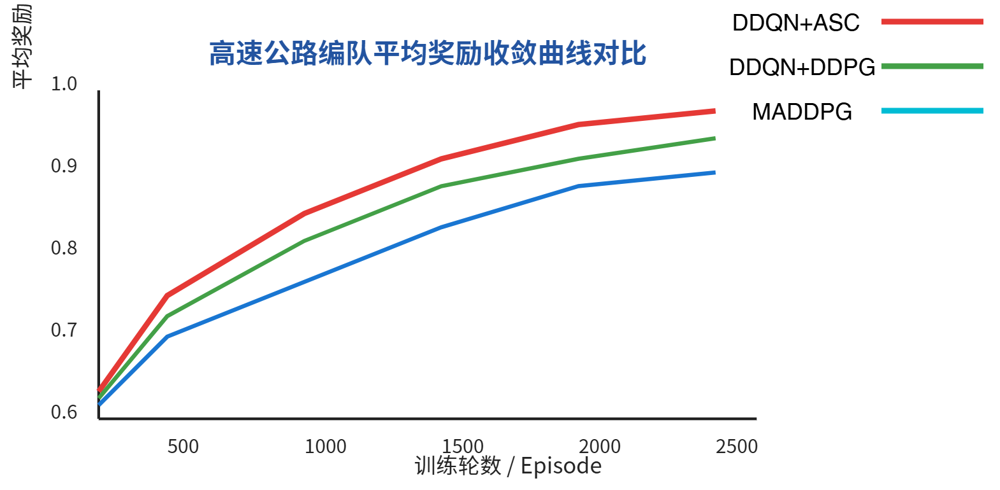 平均奖励
高速公路编队平均奖励收敛曲线对比
DDQN+ASC
DDQN+DDPG
MADDPG
1.0
0.9
0.8
0.7
0.6
500 1000 1500 2000 2500
训练轮数 / Episode